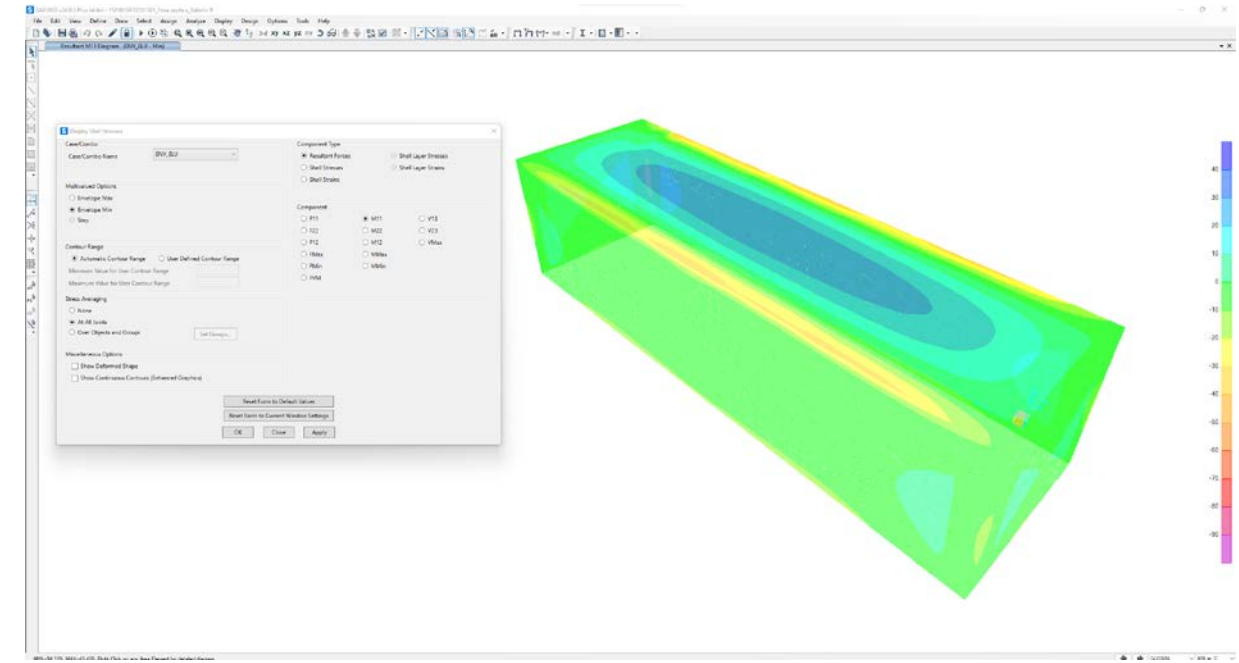 File Edit View Define Draw Select Assign Analyze Display Design Options Tools Help
Resultant M11 Diagram (ENV_ELU - Min)
Display Shell Stresses
Case/Combo
Case/Combo Name ENV_ELU
Multivalued Options
Envelope Max
Envelope Min
Step
Contour Range
Automatic Contour Range User Defined Contour Range
Minimum Value for User Contour Range
Maximum Value for User Contour Range
Stress Averaging
None
At All Joints
Over Objects and Groups Set Groups...
Miscellaneous Options
Show Deformed Shape
Show Continuous Contours (Enhanced Graphics)
Component Type
Resultant Forces Shell Layer Stresses
Shell Stresses Shell Layer Strains
Shell Strains
Component
F11 M11 V13
F22 M22 V23
F12 M12 VMax
FMax MMax
FMin MMin
FVM
Reset Form to Default Values
Reset Form to Current Window Settings
OK Close Apply
40
30
20
10
0
-10
-20
-30
-40
-50
-60
-70
-80
-90